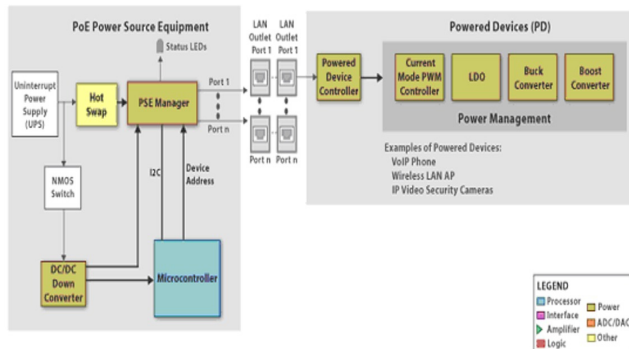 PoE Power Source Equipment
Status LEDs
Uninterrupt
Power
Supply
(UPS)
Hot
Swap
PSE Manager
Port 1
Port n
NMOS
Switch
I2C
Device
Address
DC/DC
Down
Converter
Microcontroller
LAN
Outlet
Port 1
LAN
Outlet
Port 1
Port n
Port n
Powered Devices (PD)
Powered
Device
Controller
Current
Mode PWM
Controller
LDO
Buck
Converter
Boost
Converter
Power Management
Examples of Powered Devices:
VoIP Phone
Wireless LAN AP
IP Video Security Cameras
LEGEND
Processor
Interface
Amplifier
Logic
Power
ADC/DAC
Other